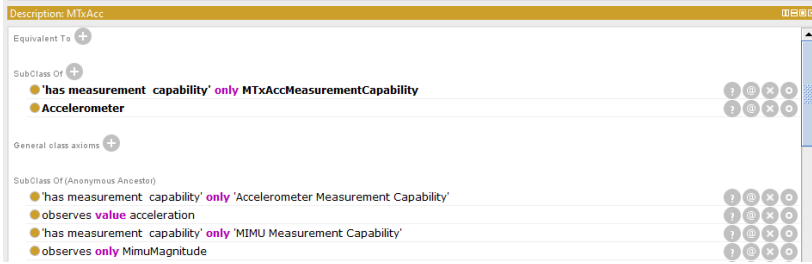 Description: MTxAcc
Equivalent To
SubClass Of
'has measurement capability' only MTxAccMeasurementCapability
Accelerometer
General class axioms
SubClass Of (Anonymous Ancestor)
'has measurement capability' only 'Accelerometer Measurement Capability'
observes value acceleration
'has measurement capability' only 'MIMU Measurement Capability'
observes only MimuMagnitude